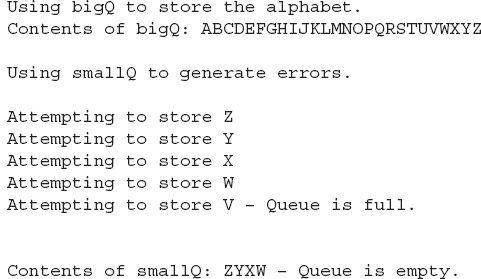 Using bigQ to store the alphabet.
Contents of bigQ: ABCDEFGHIJKLMNOPQRSTUVWXYZ
Using smallQ to generate errors.
Attempting to store Z
Attempting to store Y
Attempting to store X
Attempting to store W
Attempting to store V – Queue is full.
Contents of smallQ: ZYXW – Queue is empty.